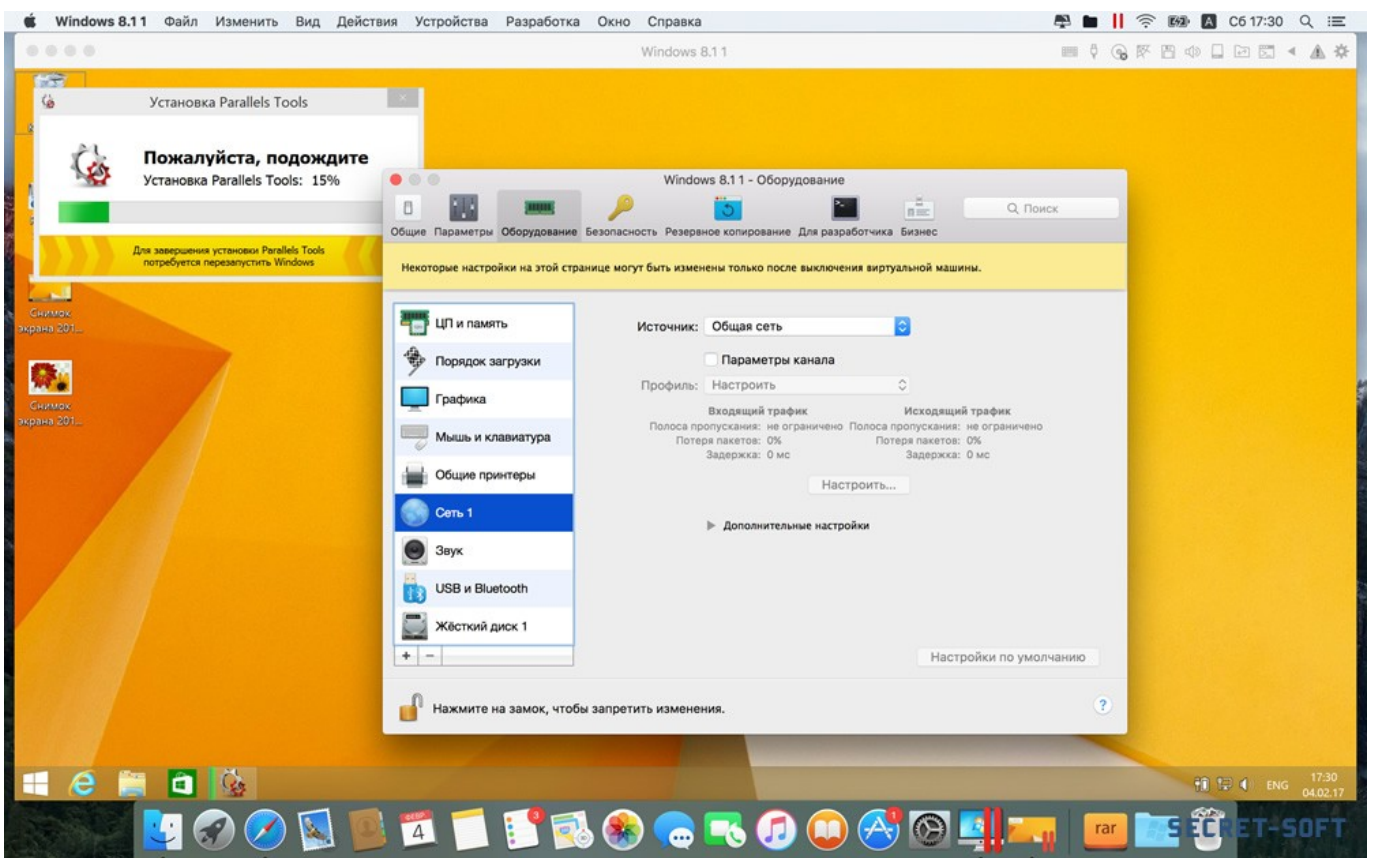 Windows 8.1 1 Файл Изменить Вид Действия Устройства Разработка Окно Справка
A Сб 17:30
Windows 8.1 1
Установка Parallels Tools
Пожалуйста, подождите
Установка Parallels Tools: 15%
Для завершения установки Parallels Tools
потребуется перезапустить Windows
Снимок
экрана 201...
Снимок
экрана 201...
Windows 8.1 1 - Оборудование
Поиск
Общие Параметры Оборудование Безопасность Резервное копирование Для разработчика Бизнес
Некоторые настройки на этой странице могут быть изменены только после выключения виртуальной машины.
ЦП и память
Порядок загрузки
Графика
Мышь и клавиатура
Общие принтеры
Сеть 1
Звук
USB и Bluetooth
Жёсткий диск 1
+ −
Источник: Общая сеть
Параметры канала
Профиль: Настроить
Входящий трафик Исходящий трафик
Полоса пропускания: не ограничено Полоса пропускания: не ограничено
Потеря пакетов: 0% Потеря пакетов: 0%
Задержка: 0 мс Задержка: 0 мс
Настроить...
Дополнительные настройки
Настройки по умолчанию
Нажмите на замок, чтобы запретить изменения.
?
ENG 17:30
04.02.17
ФЕВР
4
3
1
rar
SECRET-SOFT